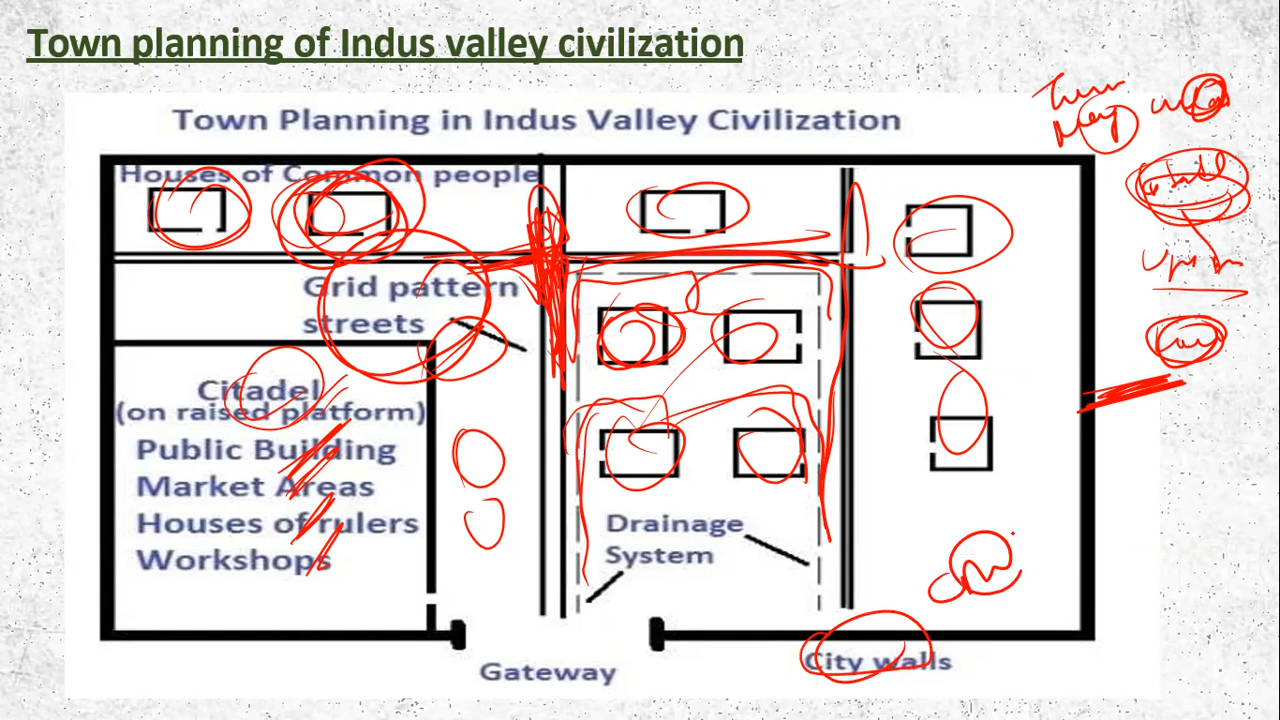 Town planning of Indus valley civilization
Town Planning in Indus Valley Civilization
Houses of Common people
Grid pattern
streets
Citadel
(on raised platform)
Public Building
Market Areas
Houses of rulers
Workshops
Drainage
System
Gateway
City walls